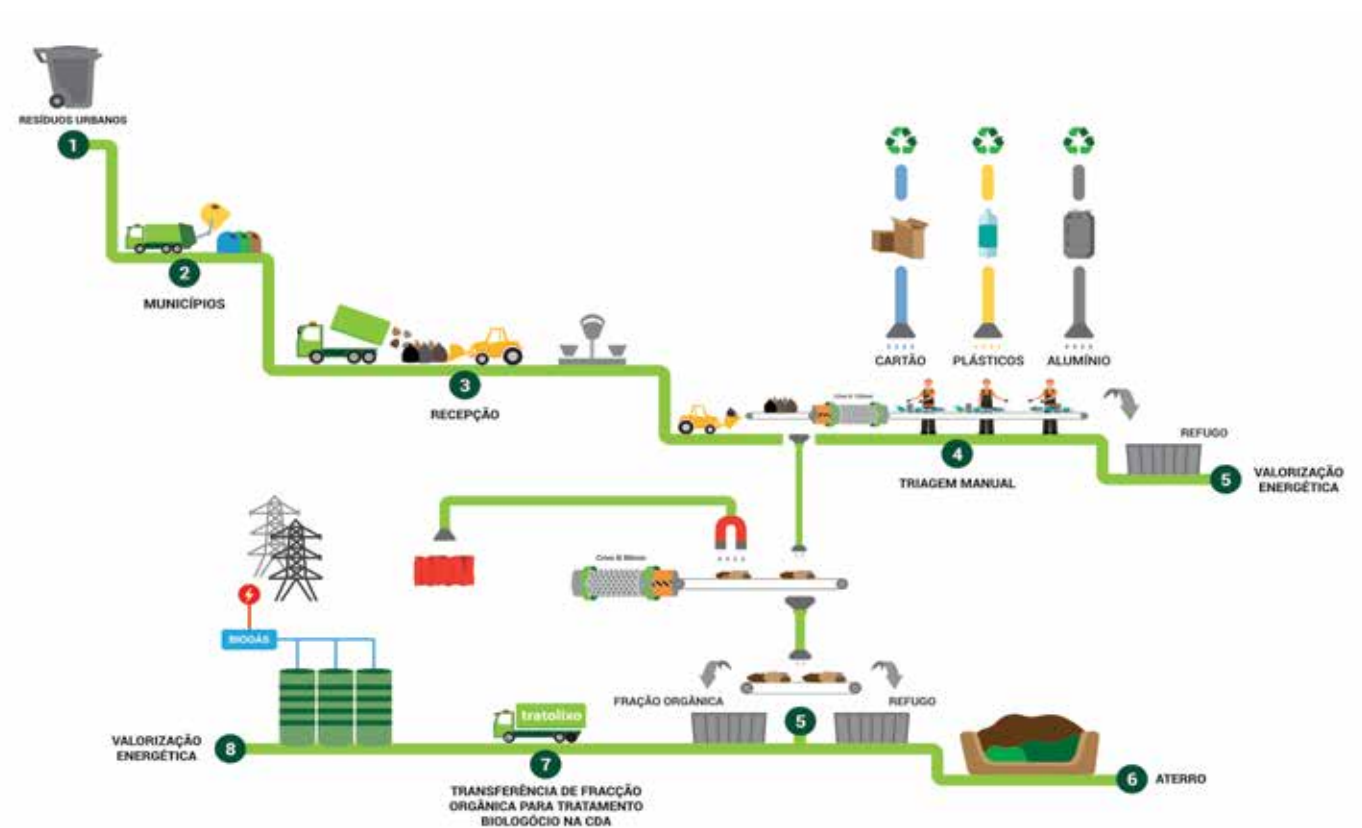 RESÍDUOS URBANOS
1
2
MUNICÍPIOS
3
RECEPÇÃO
CARTÃO
PLÁSTICOS
ALUMÍNIO
4
TRIAGEM MANUAL
REFUGO
5
VALORIZAÇÃO
ENERGÉTICA
BIOGÁS
FRAÇÃO ORGÂNICA
REFUGO
5
tratolixo
VALORIZAÇÃO
ENERGÉTICA
8
7
TRANSFERÊNCIA DE FRACÇÃO
ORGÂNICA PARA TRATAMENTO
BIOLOGÓCIO NA CDA
6
ATERRO